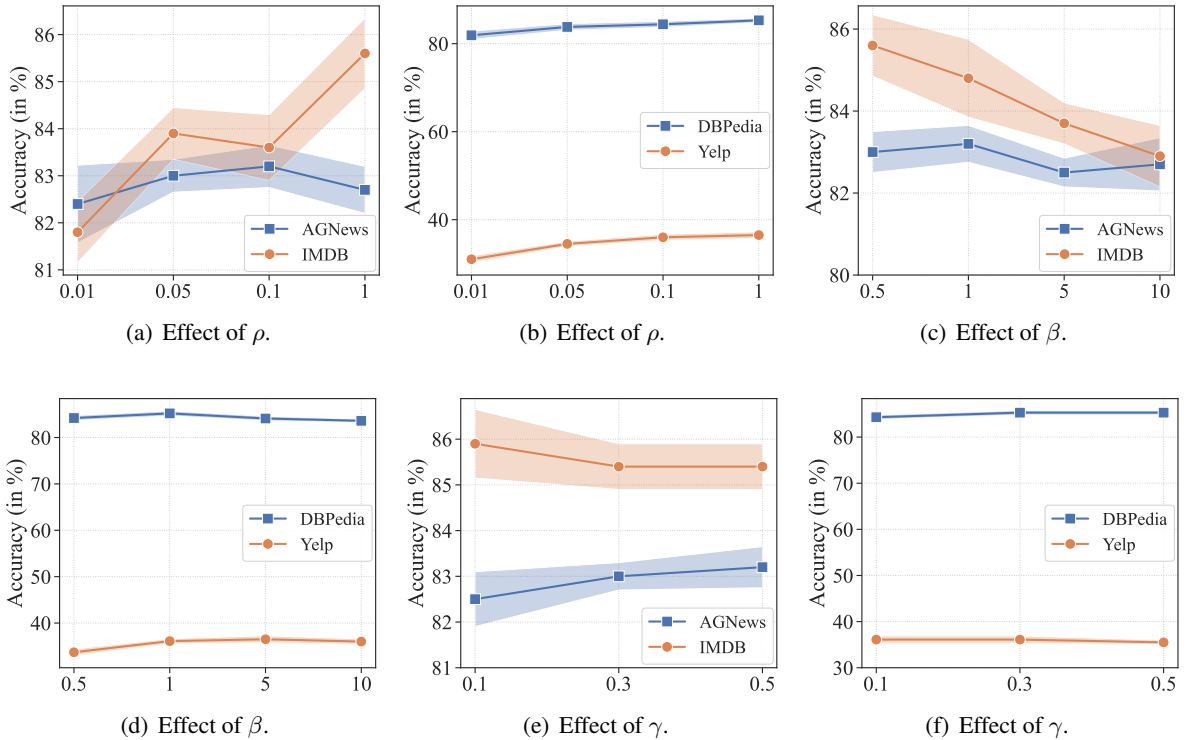 Accuracy (in %)
86
85
84
83
82
81
AGNews
IMDB
0.01 0.05 0.1 1
(a) Effect of ρ.
Accuracy (in %)
80
60
40
DBPedia
Yelp
0.01 0.05 0.1 1
(b) Effect of ρ.
Accuracy (in %)
86
84
82
80
AGNews
IMDB
0.5 1 5 10
(c) Effect of β.
Accuracy (in %)
80
70
60
50
40
DBPedia
Yelp
0.5 1 5 10
(d) Effect of β.
Accuracy (in %)
86
85
84
83
82
81
AGNews
IMDB
0.1 0.3 0.5
(e) Effect of γ.
Accuracy (in %)
80
70
60
50
40
30
DBPedia
Yelp
0.1 0.3 0.5
(f) Effect of γ.